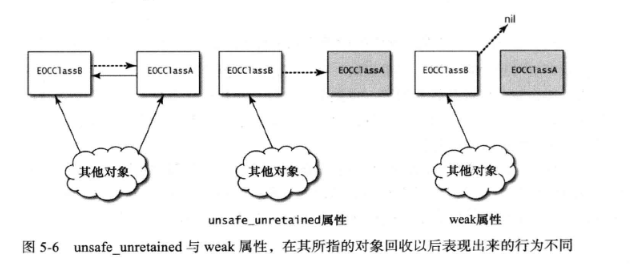 nil
EOCClassB
EOCClassA
EOCClassB
EOCClassA
EOCClassB
EOCClassA
其他对象
其他对象
其他对象
unsafe_unretained属性
weak属性
图 5-6 unsafe_unretained 与 weak 属性，在其所指的对象回收以后表现出来的行为不同